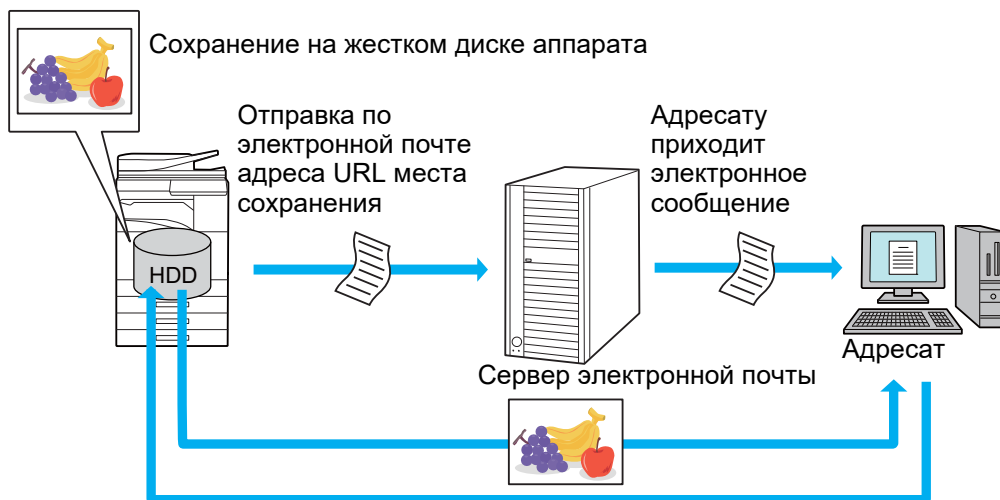 Сохранение на жестком диске аппарата
Отправка по
электронной почте
адреса URL места
сохранения
Адресату
приходит
электронное
сообщение
HDD
Адресат
Сервер электронной почты